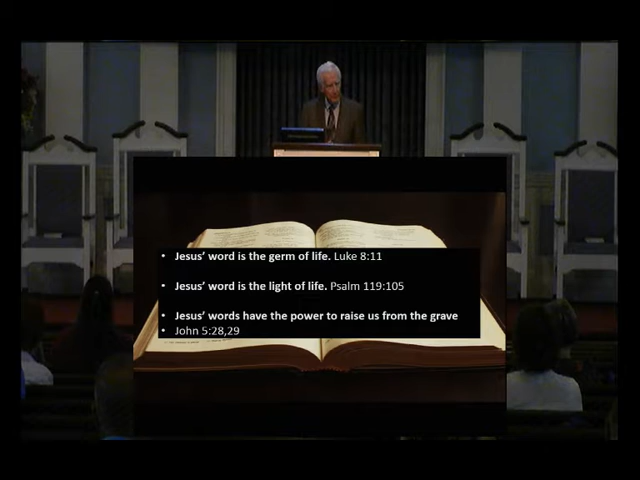 • Jesus' word is the germ of life. Luke 8:11
• Jesus' word is the light of life. Psalm 119:105
• Jesus' words have the power to raise us from the grave
• John 5:28,29